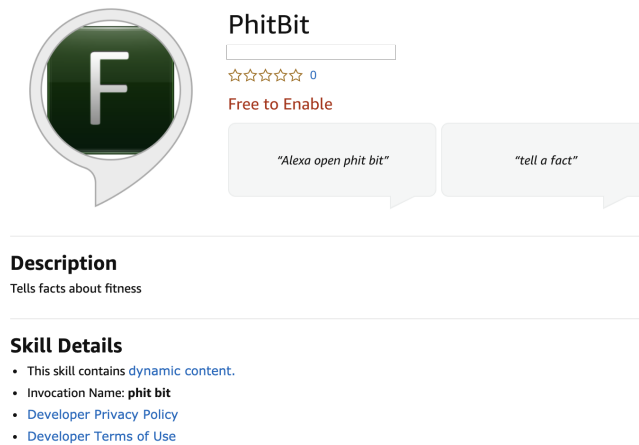 F
PhitBit
0
Free to Enable
“Alexa open phit bit”
“tell a fact”
Description
Tells facts about fitness
Skill Details
• This skill contains dynamic content.
• Invocation Name: phit bit
• Developer Privacy Policy
• Developer Terms of Use